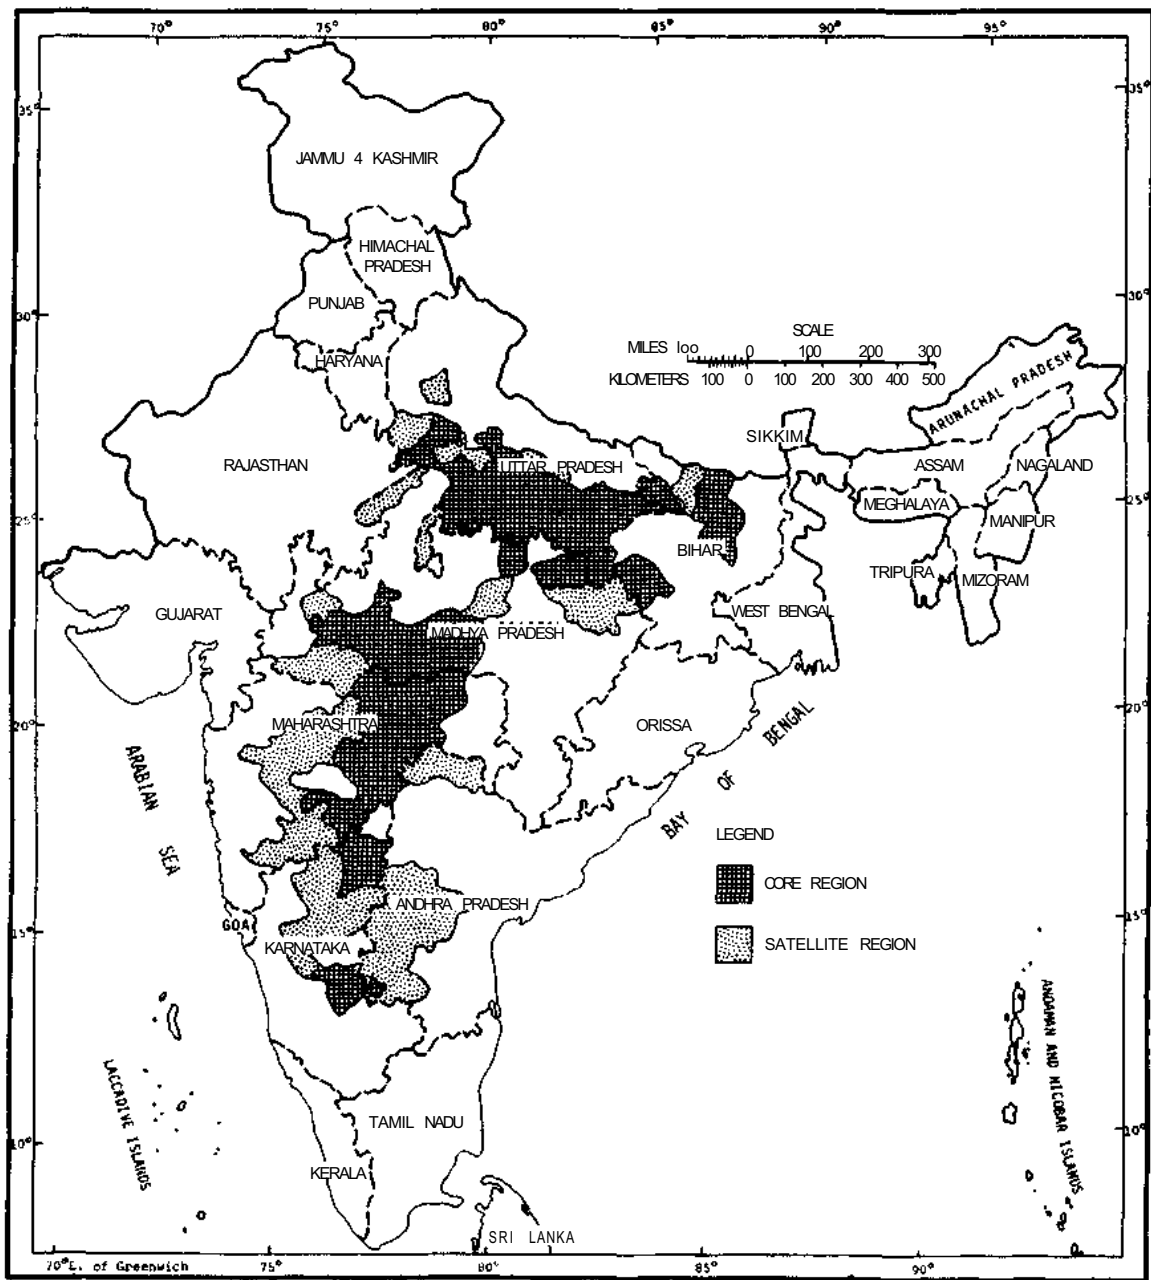 70° 75° 80° 85° 90° 95°
35° 35°
JAMMU 4 KASHMIR
HIMACHAL
PRADESH
PUNJAB
30° 30°
HARYANA
SCALE
MILES 100 0 100 200 300
KILOMETERS 100 0 100 200 300 400 500
ARUNACHAL PRADESH
SIKKIM
RAJASTHAN
UTTAR PRADESH
ASSAM
NAGALAND
MEGHALAYA
MANIPUR
25° 25°
BIHAR
TRIPURA
MIZORAM
GUJARAT
WEST BENGAL
MADHYA PRADESH
MAHARASHTRA
ORISSA
20° 20°
ARABIAN SEA
BAY OF BENGAL
LEGEND
CORE REGION
ANDHRA PRADESH
GOA
15° 15°
KARNATAKA
SATELLITE REGION
ANDAMAN AND NICOBAR ISLANDS
LACCADIVE ISLANDS
TAMIL NADU
10° 10°
KERALA
SRI LANKA
70°E. of Greenwich 75° 80° 85° 90°